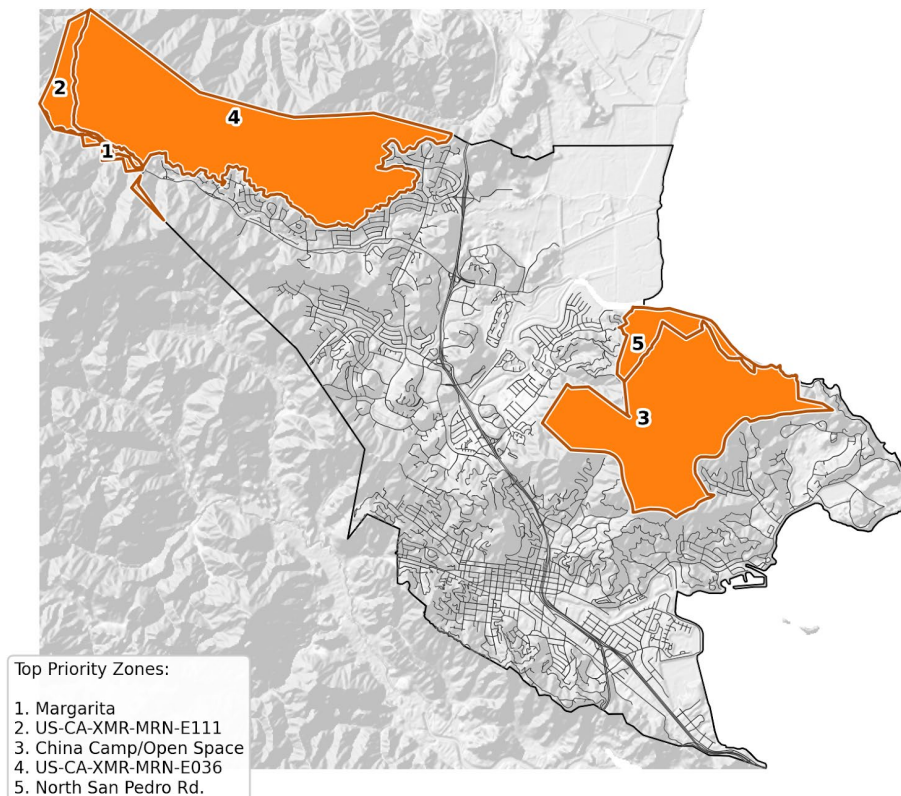 2
4
1
5
3
Top Priority Zones:
1. Margarita
2. US-CA-XMR-MRN-E111
3. China Camp/Open Space
4. US-CA-XMR-MRN-E036
5. North San Pedro Rd.